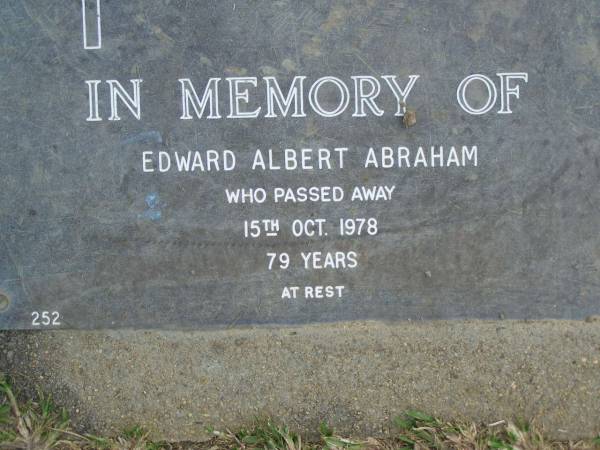 IN MEMORY OF
EDWARD ALBERT ABRAHAM
WHO PASSED AWAY
15TH OCT. 1978
79 YEARS
AT REST
252